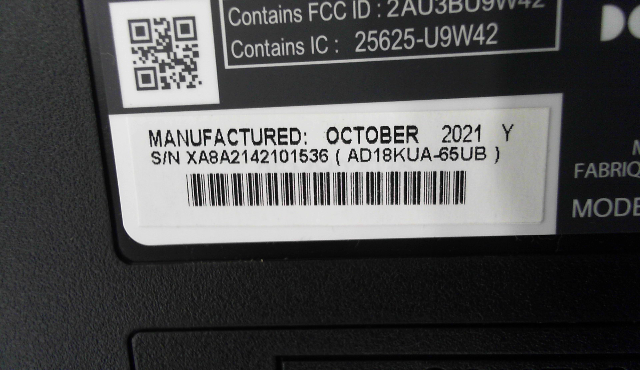 Contains FCC ID : 2AU3BU9W42
Contains IC : 25625-U9W42
MANUFACTURED: OCTOBER 2021 Y
S/N XA8A2142101536 ( AD18KUA-65UB )